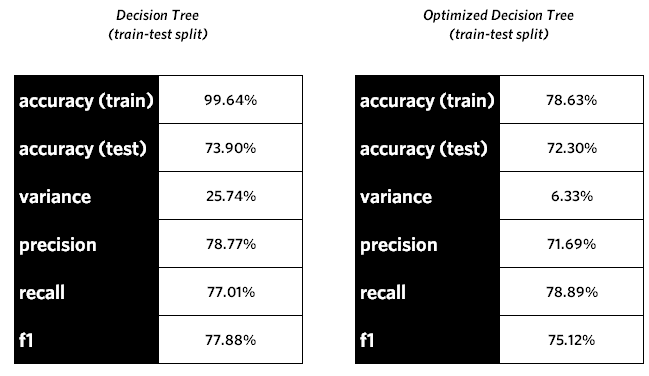 Decision Tree
(train-test split)
accuracy (train) 99.64%
accuracy (test) 73.90%
variance 25.74%
precision 78.77%
recall 77.01%
f1 77.88%
Optimized Decision Tree
(train-test split)
accuracy (train) 78.63%
accuracy (test) 72.30%
variance 6.33%
precision 71.69%
recall 78.89%
f1 75.12%